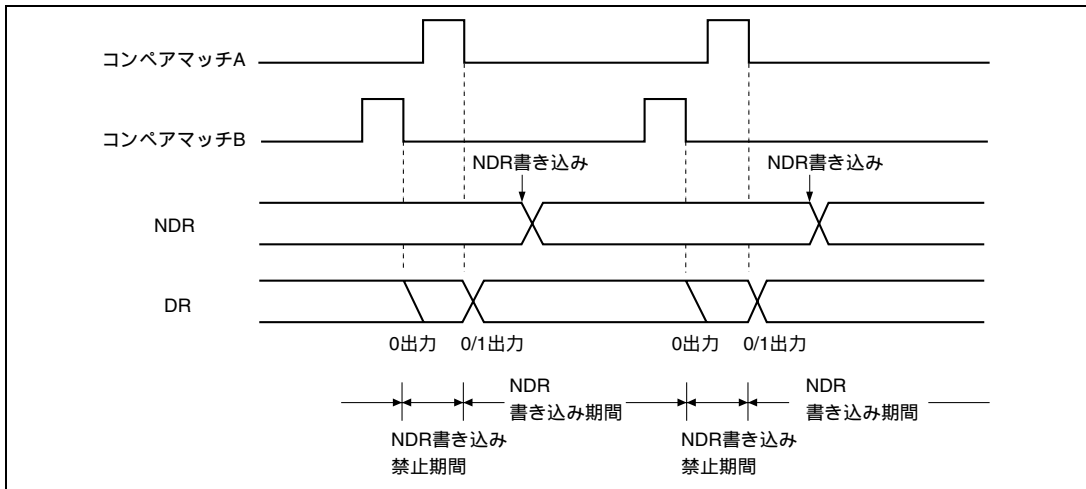 コンペアマッチA
コンペアマッチB
NDR書き込み
NDR書き込み
NDR
DR
0出力
0/1出力
0出力
0/1出力
NDR
書き込み期間
NDR
書き込み期間
NDR書き込み
禁止期間
NDR書き込み
禁止期間